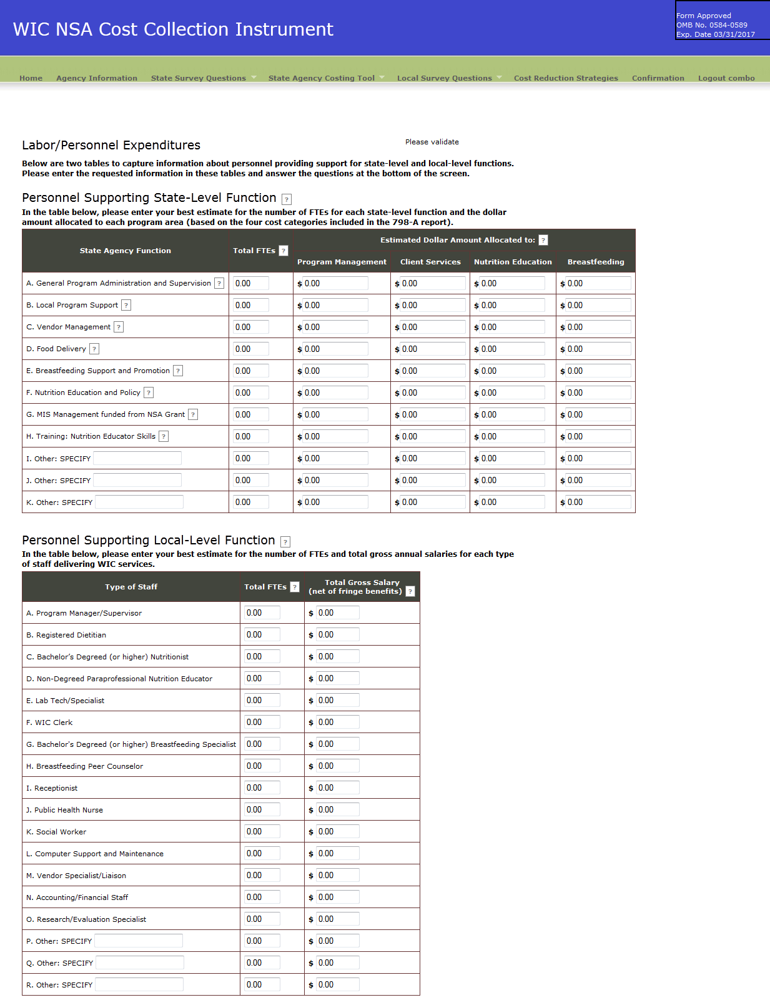 WIC NSA Cost Collection Instrument
Form Approved
OMB No. 0584-0589
Exp. Date 03/31/2017
Home Agency Information State Survey Questions State Agency Costing Tool Local Survey Questions Cost Reduction Strategies Confirmation Logout combo
Labor/Personnel Expenditures
Please validate
Below are two tables to capture information about personnel providing support for state-level and local-level functions.
Please enter the requested information in these tables and answer the questions at the bottom of the screen.
Personnel Supporting State-Level Function ?
In the table below, please enter your best estimate for the number of FTEs for each state-level function and the dollar
amount allocated to each program area (based on the four cost categories included in the 798-A report).
State Agency Function Total FTEs ? Estimated Dollar Amount Allocated to: ?
Program Management Client Services Nutrition Education Breastfeeding
A. General Program Administration and Supervision ? 0.00 $ 0.00 $ 0.00 $ 0.00 $ 0.00
B. Local Program Support ? 0.00 $ 0.00 $ 0.00 $ 0.00 $ 0.00
C. Vendor Management ? 0.00 $ 0.00 $ 0.00 $ 0.00 $ 0.00
D. Food Delivery ? 0.00 $ 0.00 $ 0.00 $ 0.00 $ 0.00
E. Breastfeeding Support and Promotion ? 0.00 $ 0.00 $ 0.00 $ 0.00 $ 0.00
F. Nutrition Education and Policy ? 0.00 $ 0.00 $ 0.00 $ 0.00 $ 0.00
G. MIS Management funded from NSA Grant ? 0.00 $ 0.00 $ 0.00 $ 0.00 $ 0.00
H. Training: Nutrition Educator Skills ? 0.00 $ 0.00 $ 0.00 $ 0.00 $ 0.00
I. Other: SPECIFY 0.00 $ 0.00 $ 0.00 $ 0.00 $ 0.00
J. Other: SPECIFY 0.00 $ 0.00 $ 0.00 $ 0.00 $ 0.00
K. Other: SPECIFY 0.00 $ 0.00 $ 0.00 $ 0.00 $ 0.00
Personnel Supporting Local-Level Function ?
In the table below, please enter your best estimate for the number of FTEs and total gross annual salaries for each type
of staff delivering WIC services.
Type of Staff Total FTEs ? Total Gross Salary
(net of fringe benefits) ?
A. Program Manager/Supervisor 0.00 $ 0.00
B. Registered Dietitian 0.00 $ 0.00
C. Bachelor’s Degreed (or higher) Nutritionist 0.00 $ 0.00
D. Non-Degreed Paraprofessional Nutrition Educator 0.00 $ 0.00
E. Lab Tech/Specialist 0.00 $ 0.00
F. WIC Clerk 0.00 $ 0.00
G. Bachelor's Degreed (or higher) Breastfeeding Specialist 0.00 $ 0.00
H. Breastfeeding Peer Counselor 0.00 $ 0.00
I. Receptionist 0.00 $ 0.00
J. Public Health Nurse 0.00 $ 0.00
K. Social Worker 0.00 $ 0.00
L. Computer Support and Maintenance 0.00 $ 0.00
M. Vendor Specialist/Liaison 0.00 $ 0.00
N. Accounting/Financial Staff 0.00 $ 0.00
O. Research/Evaluation Specialist 0.00 $ 0.00
P. Other: SPECIFY 0.00 $ 0.00
Q. Other: SPECIFY 0.00 $ 0.00
R. Other: SPECIFY 0.00 $ 0.00